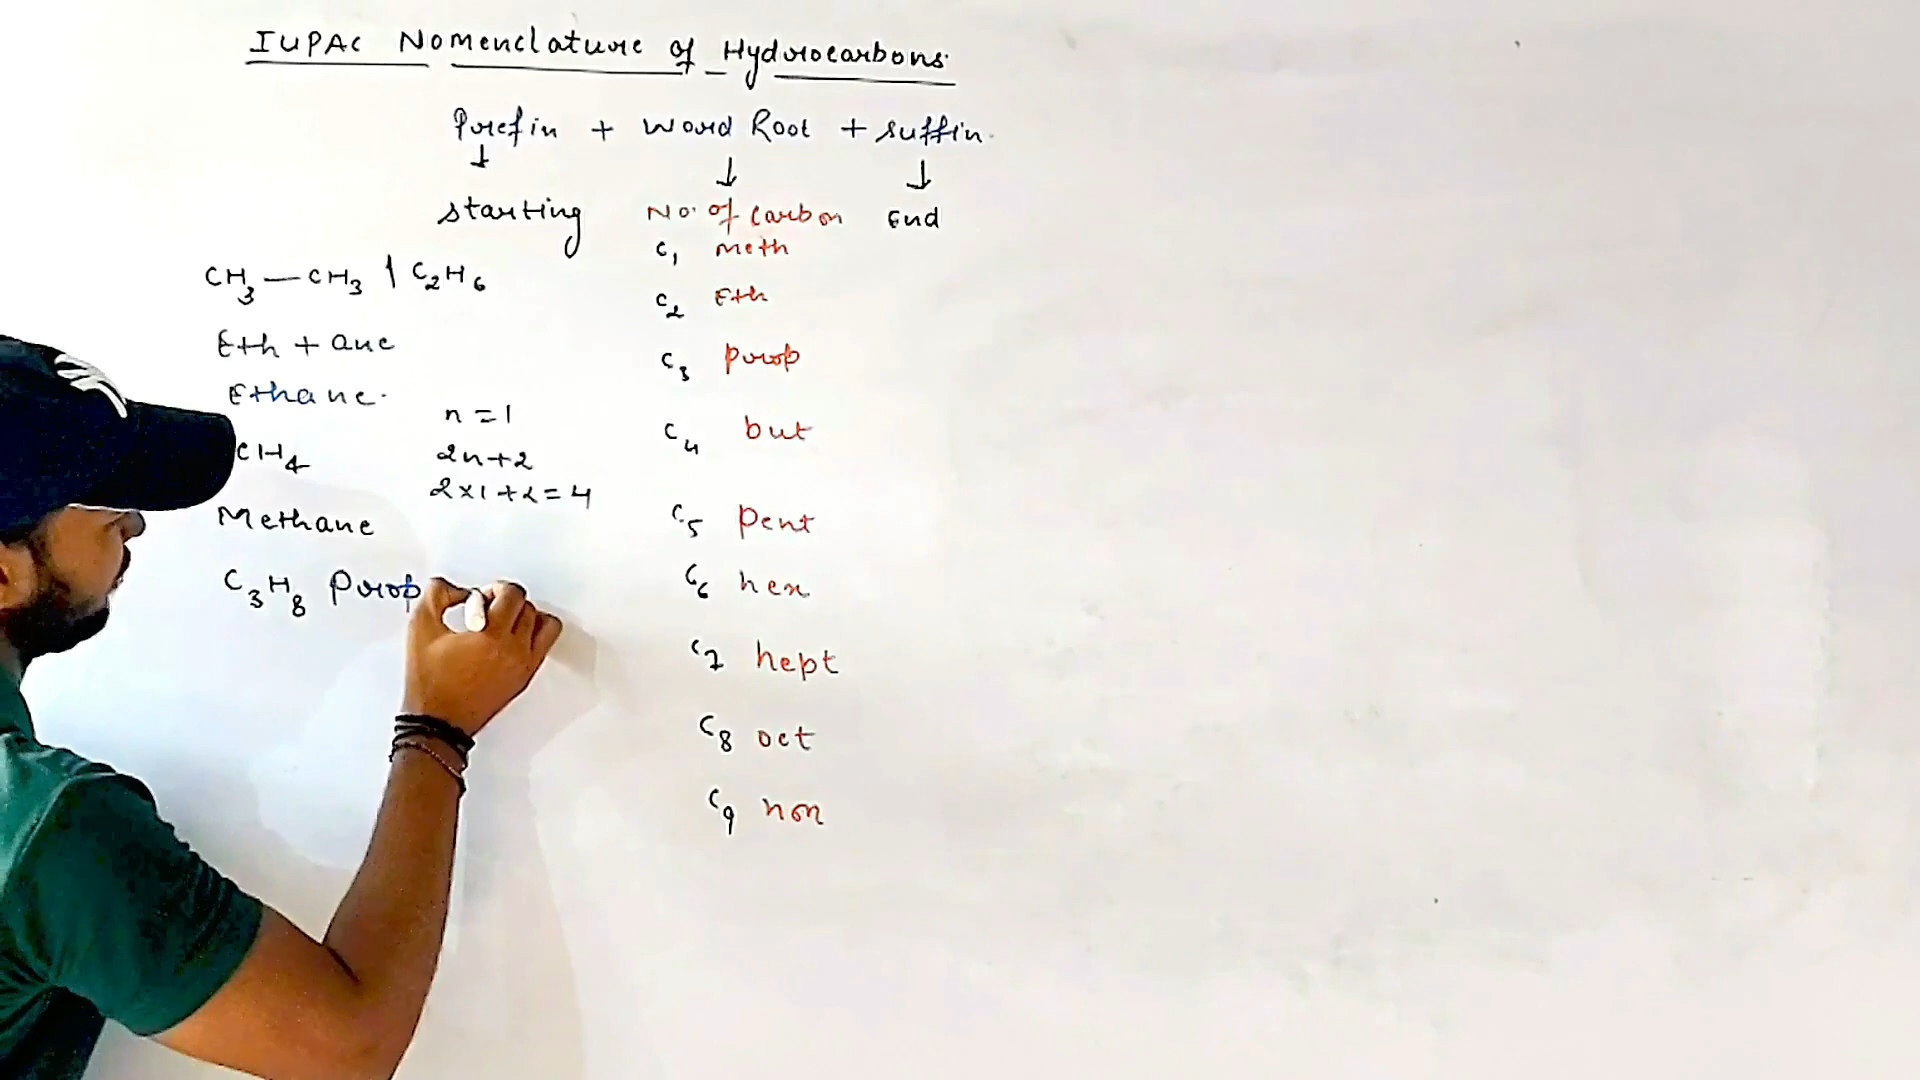 IUPAC Nomenclature of Hydrocarbons.
Prefix + Word Root + suffix.
↓ ↓ ↓
starting No. of carbon End
C1 meth
CH3—CH3 | C2H6
C2 Eth
Eth + ane
C3 prop
Ethane.
n = 1
C4 but
CH4
2n+2
2×1+2=4
Methane
C5 pent
C3H8 Prop
C6 hex
C7 hept
C8 oct
C9 non